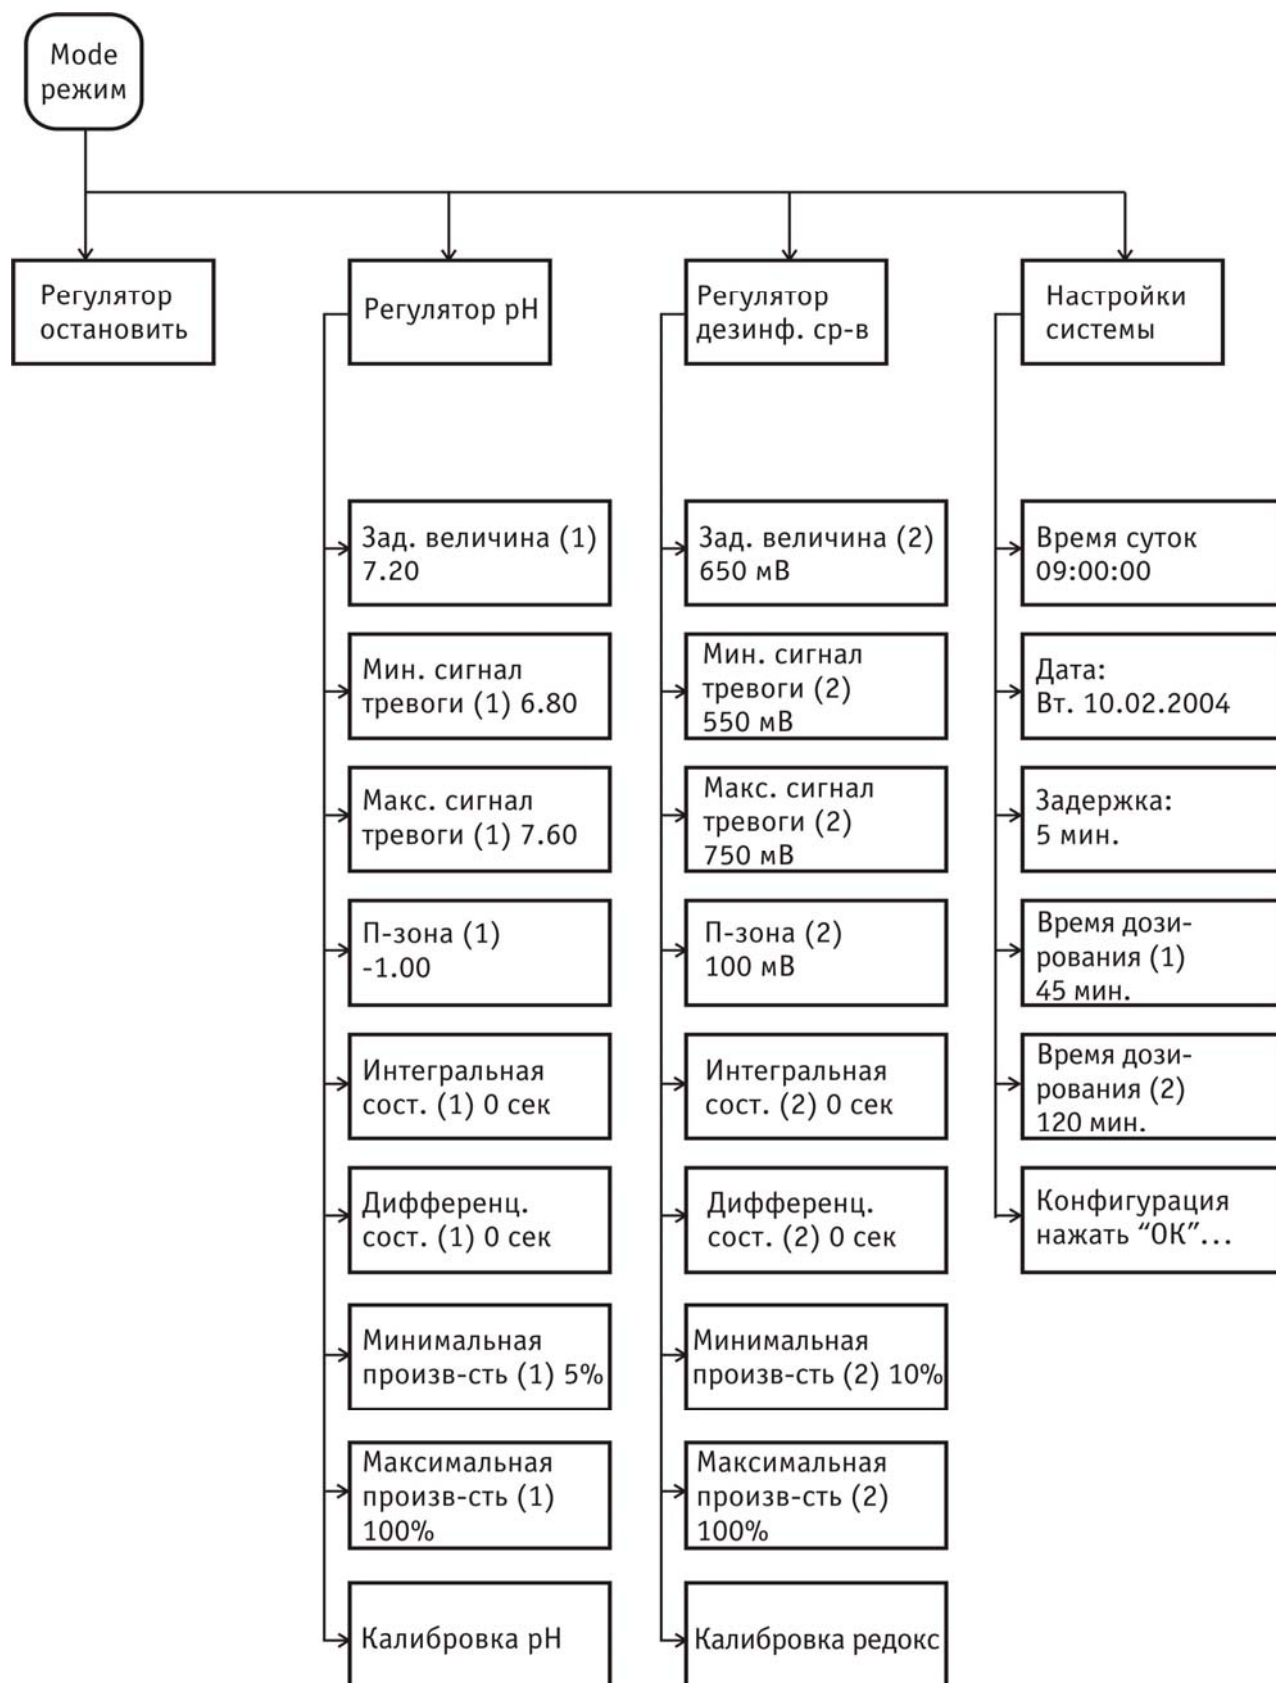 Mode
режим
Регулятор
остановить
Регулятор pH
Регулятор
дезинф. ср-в
Настройки
системы
Зад. величина (1)
7.20
Мин. сигнал
тревоги (1) 6.80
Макс. сигнал
тревоги (1) 7.60
П-зона (1)
-1.00
Интегральная
сост. (1) 0 сек
Дифференц.
сост. (1) 0 сек
Минимальная
произв-сть (1) 5%
Максимальная
произв-сть (1)
100%
Калибровка pH
Зад. величина (2)
650 мВ
Мин. сигнал
тревоги (2)
550 мВ
Макс. сигнал
тревоги (2)
750 мВ
П-зона (2)
100 мВ
Интегральная
сост. (2) 0 сек
Дифференц.
сост. (2) 0 сек
Минимальная
произв-сть (2) 10%
Максимальная
произв-сть (2)
100%
Калибровка редокс
Время суток
09:00:00
Дата:
Вт. 10.02.2004
Задержка:
5 мин.
Время дози-
рования (1)
45 мин.
Время дози-
рования (2)
120 мин.
Конфигурация
нажать “ОК”...